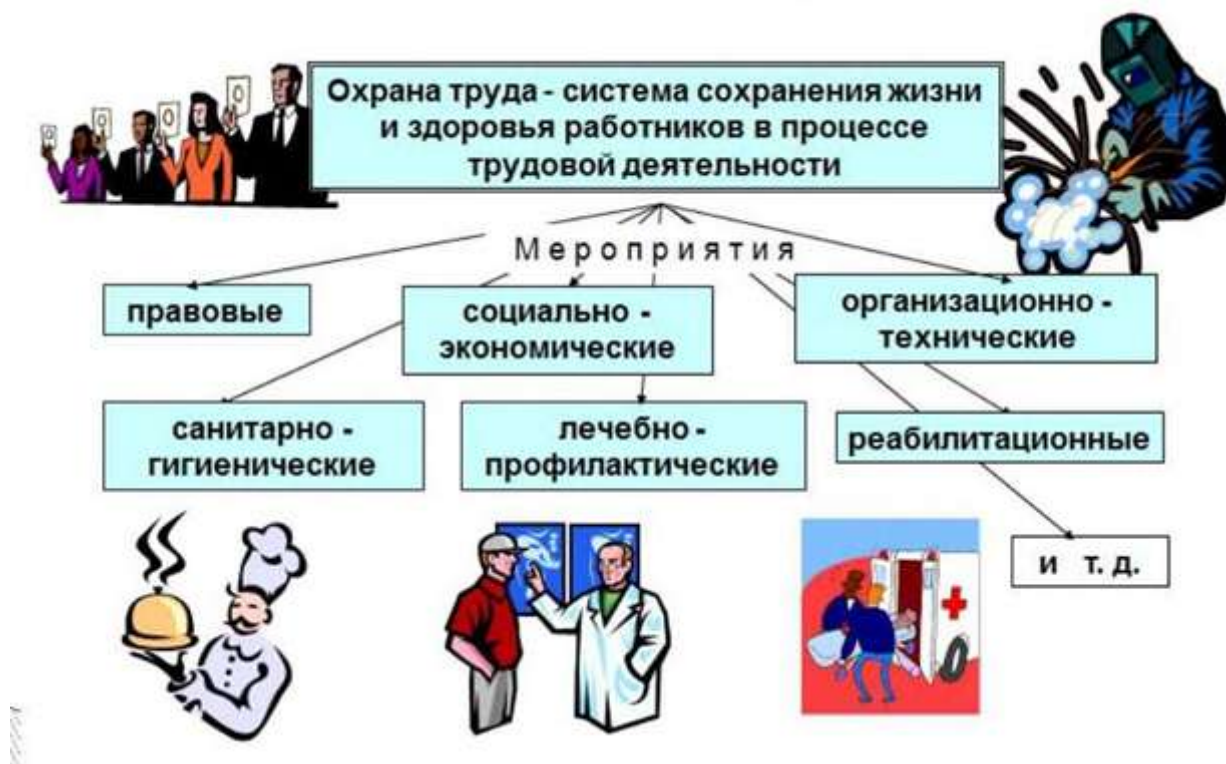 Охрана труда - система сохранения жизни
и здоровья работников в процессе
трудовой деятельности
Мероприятия
правовые
социально -
экономические
организационно -
технические
санитарно -
гигиенические
лечебно -
профилактические
реабилитационные
и т. д.